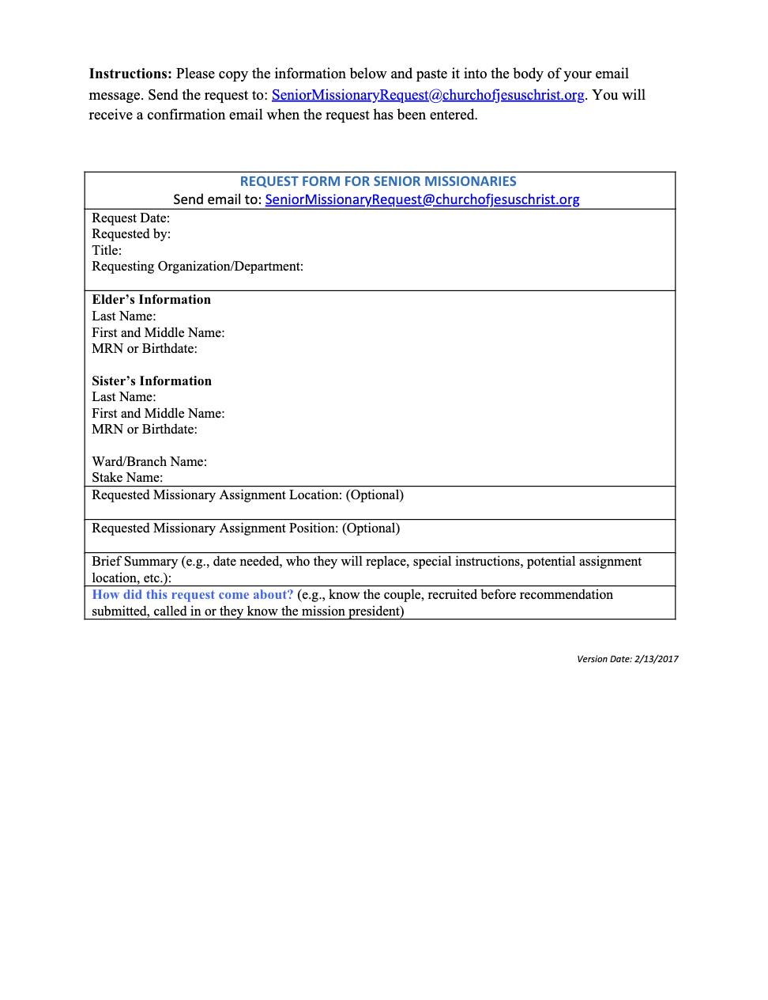 Instructions: Please copy the information below and paste it into the body of your email
message. Send the request to: SeniorMissionaryRequest@churchofjesuschrist.org. You will
receive a confirmation email when the request has been entered.
REQUEST FORM FOR SENIOR MISSIONARIES
Send email to: SeniorMissionaryRequest@churchofjesuschrist.org
Request Date:
Requested by:
Title:
Requesting Organization/Department:
Elder’s Information
Last Name:
First and Middle Name:
MRN or Birthdate:
Sister’s Information
Last Name:
First and Middle Name:
MRN or Birthdate:
Ward/Branch Name:
Stake Name:
Requested Missionary Assignment Location: (Optional)
Requested Missionary Assignment Position: (Optional)
Brief Summary (e.g., date needed, who they will replace, special instructions, potential assignment
location, etc.):
How did this request come about? (e.g., know the couple, recruited before recommendation
submitted, called in or they know the mission president)
Version Date: 2/13/2017